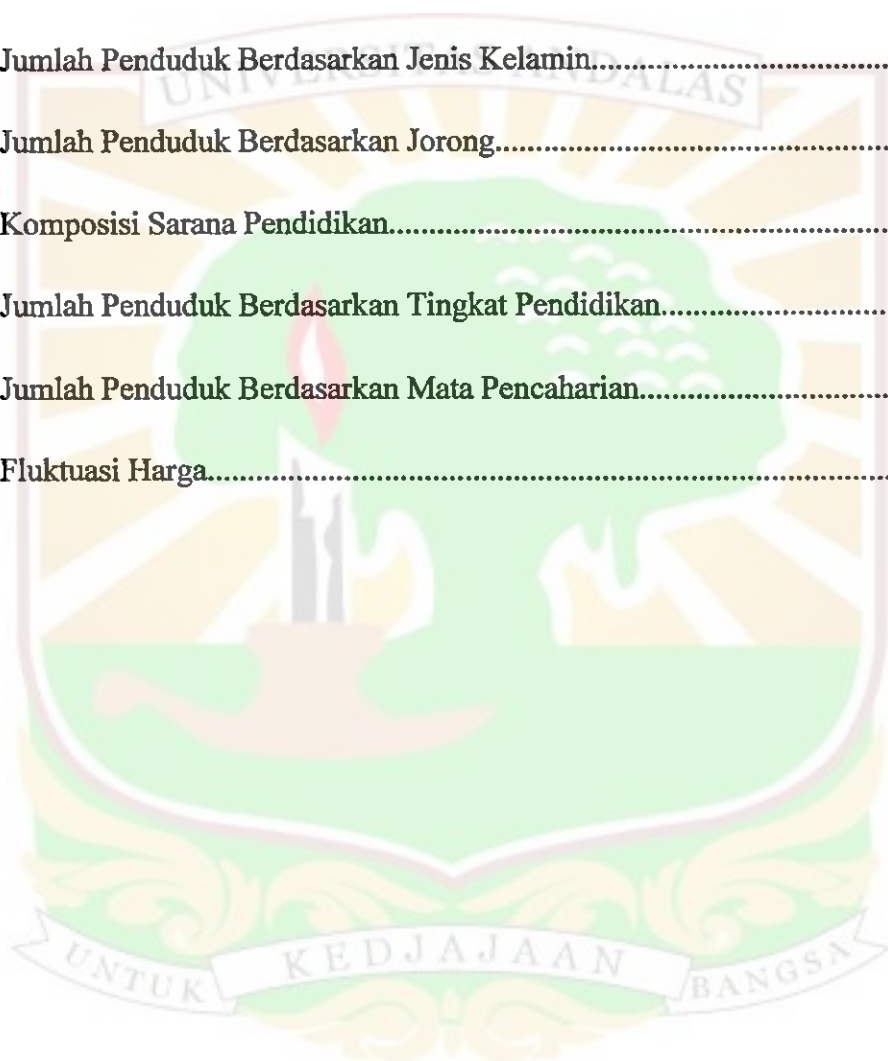 UNIVERSITAS ANDALAS
Jumlah Penduduk Berdasarkan Jenis Kelamin.....................................
Jumlah Penduduk Berdasarkan Jorong................................................
Komposisi Sarana Pendidikan..............................................................
Jumlah Penduduk Berdasarkan Tingkat Pendidikan............................
Jumlah Penduduk Berdasarkan Mata Pencaharian...............................
Fluktuasi Harga.....................................................................................
UNTUK KEDJAJAAN BANGSA